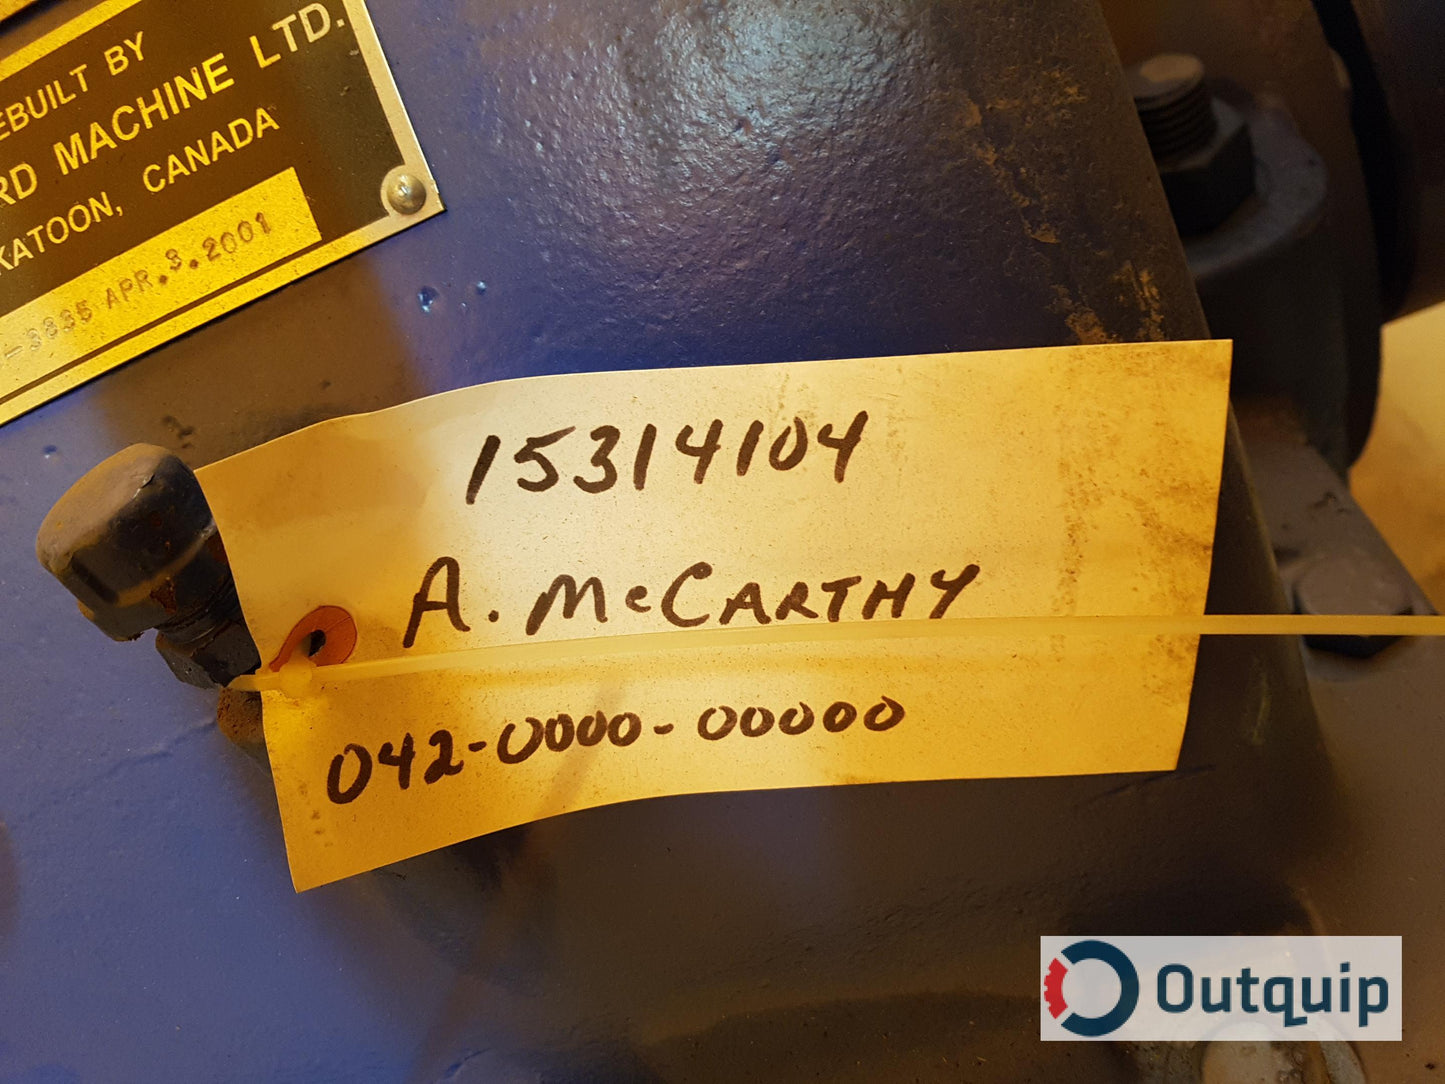 EBUILT BY
RD MACHINE LTD.
KATOON, CANADA
-3835 APR.3.2001
15314104
A. McCARTHY
042-0000-00000
Outquip